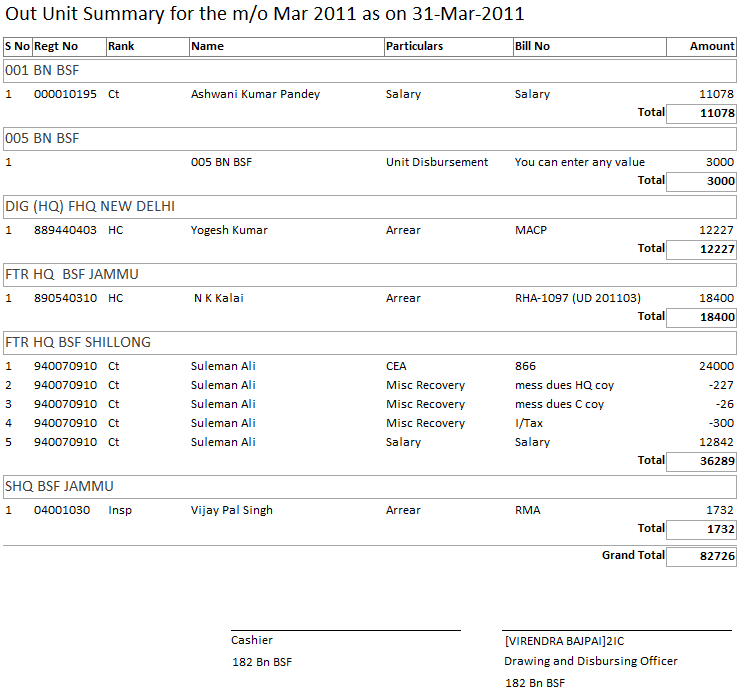 Out Unit Summary for the m/o Mar 2011 as on 31-Mar-2011
S No Regt No Rank Name Particulars Bill No Amount
001 BN BSF
1 000010195 Ct Ashwani Kumar Pandey Salary Salary 11078
Total 11078
005 BN BSF
1 005 BN BSF Unit Disbursement You can enter any value 3000
Total 3000
DIG (HQ) FHQ NEW DELHI
1 889440403 HC Yogesh Kumar Arrear MACP 12227
Total 12227
FTR HQ BSF JAMMU
1 890540310 HC N K Kalai Arrear RHA-1097 (UD 201103) 18400
Total 18400
FTR HQ BSF SHILLONG
1 940070910 Ct Suleman Ali CEA 866 24000
2 940070910 Ct Suleman Ali Misc Recovery mess dues HQ coy -227
3 940070910 Ct Suleman Ali Misc Recovery mess dues C coy -26
4 940070910 Ct Suleman Ali Misc Recovery I/Tax -300
5 940070910 Ct Suleman Ali Salary Salary 12842
Total 36289
SHQ BSF JAMMU
1 04001030 Insp Vijay Pal Singh Arrear RMA 1732
Total 1732
Grand Total 82726
Cashier [VIRENDRA BAJPAI]2IC
182 Bn BSF Drawing and Disbursing Officer
182 Bn BSF